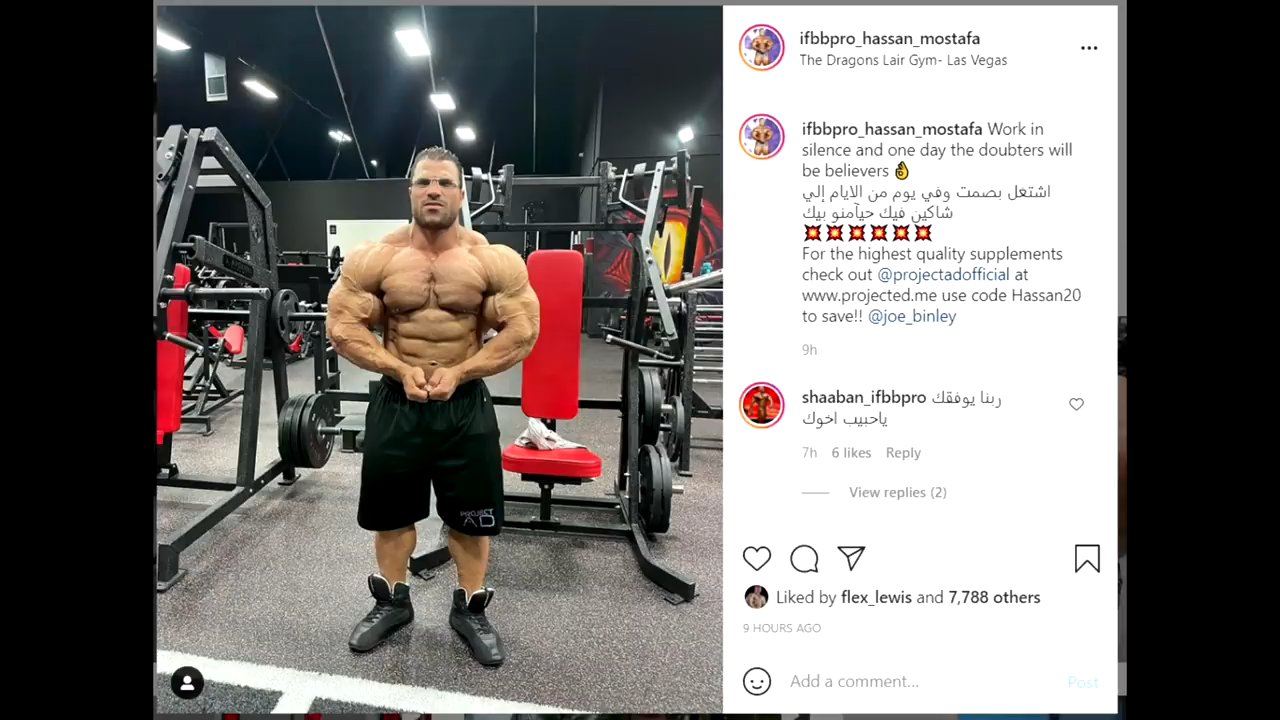 ifbbpro_hassan_mostafa
The Dragons Lair Gym- Las Vegas
ifbbpro_hassan_mostafa Work in
silence and one day the doubters will
be believers 👌
اشتغل بصمت وفي يوم من الايام إلي
شاكين فيك حيآمنو بيك
💥💥💥💥💥💥
For the highest quality supplements
check out @projectadofficial at
www.projected.me use code Hassan20
to save!! @joe_binley
9h
shaaban_ifbbpro ربنا يوفقك
ياحبيب اخوك
7h 6 likes Reply
View replies (2)
Liked by flex_lewis and 7,788 others
9 HOURS AGO
Add a comment... Post
PROJECT
AD